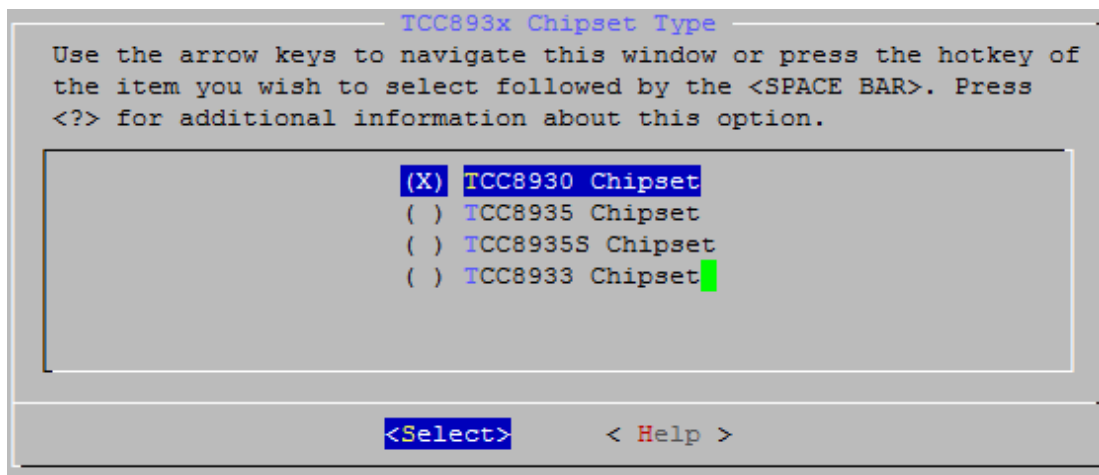 TCC893x Chipset Type
Use the arrow keys to navigate this window or press the hotkey of
the item you wish to select followed by the <SPACE BAR>. Press
<?> for additional information about this option.
(X) TCC8930 Chipset
( ) TCC8935 Chipset
( ) TCC8935S Chipset
( ) TCC8933 Chipset
<Select> < Help >